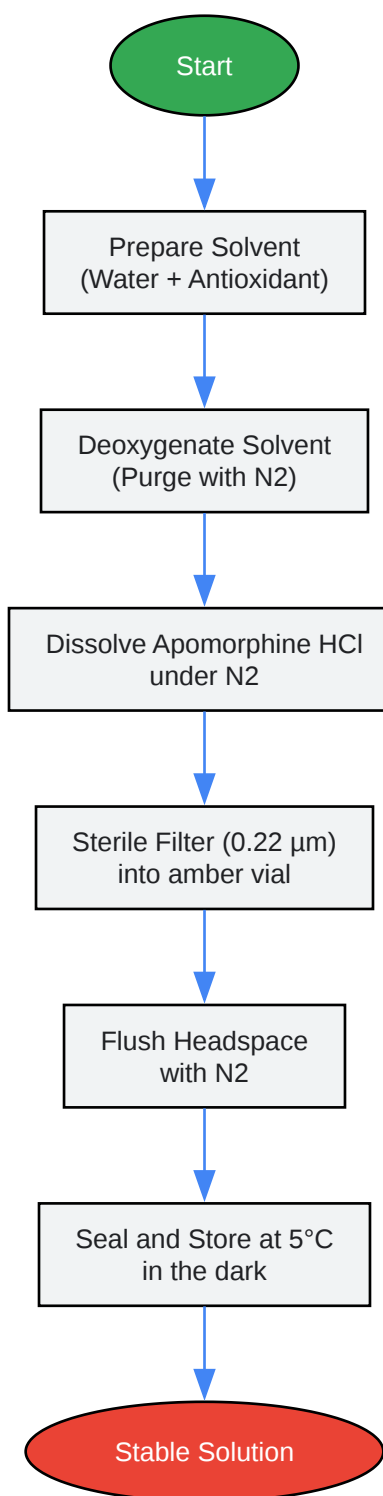 Start
Prepare Solvent
(Water + Antioxidant)
Deoxygenate Solvent
(Purge with N2)
Dissolve Apomorphine HCl
under N2
Sterile Filter (0.22 µm)
into amber vial
Flush Headspace
with N2
Seal and Store at 5°C
in the dark
Stable Solution